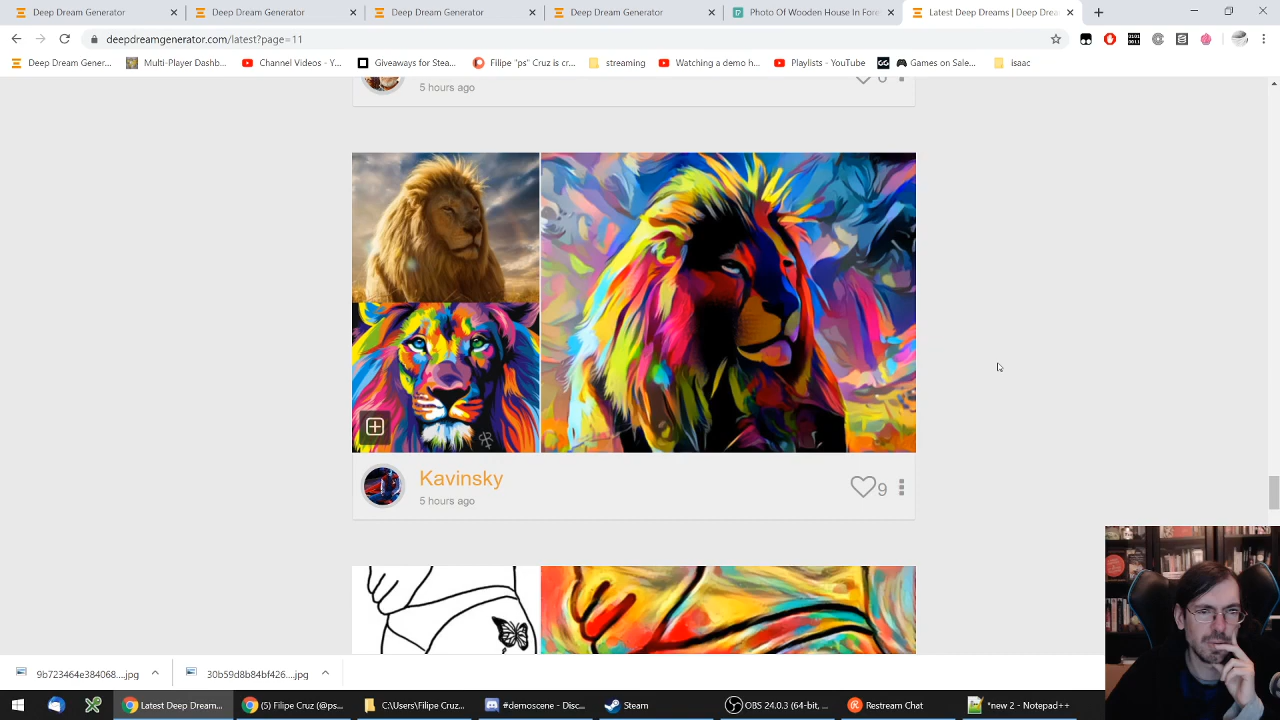 Deep Dream Generator
Deep Dream Generator
Deep Dream Generator
Deep Dream Generator
Photo Of Wooden House In Fore
Latest Deep Dreams | Deep Drea
deepdreamgenerator.com/latest?page=11
Deep Dream Gener...
Multi-Player Dashb...
Channel Videos - Y...
Giveaways for Stea...
Filipe "ps" Cruz is cr...
streaming
Watching a demo h...
Playlists - YouTube
Games on Sale...
isaac
5 hours ago
Kavinsky
9
5 hours ago
9b723464e384068....jpg
30b59d8b84bf426....jpg
Latest Deep Dream...
(5) Filipe Cruz (@ps...
C:\Users\Filipe Cruz...
#demoscene - Disc...
Steam
OBS 24.0.3 (64-bit, ...
Restream Chat
*new 2 - Notepad++